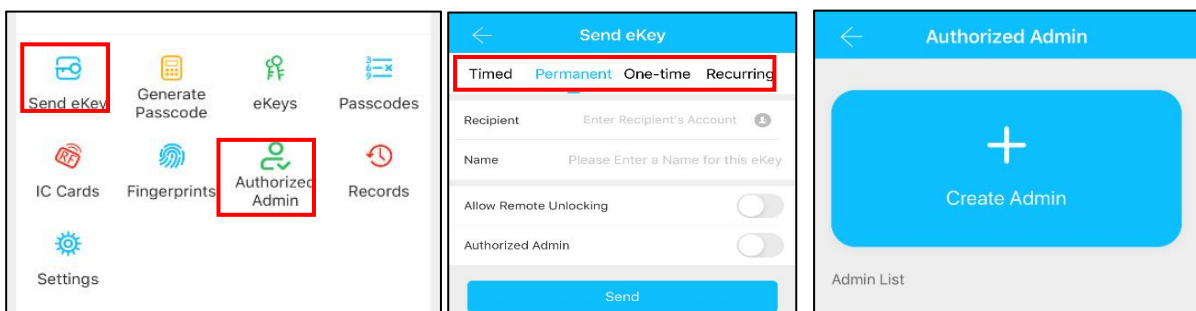 Send eKey
Generate
Passcode
eKeys
Passcodes
IC Cards
Fingerprints
Authorized
Admin
Records
Settings
Send eKey
Timed Permanent One-time Recurring
Recipient Enter Recipient's Account
Name Please Enter a Name for this eKey
Allow Remote Unlocking
Authorized Admin
Send
Authorized Admin
Create Admin
Admin List